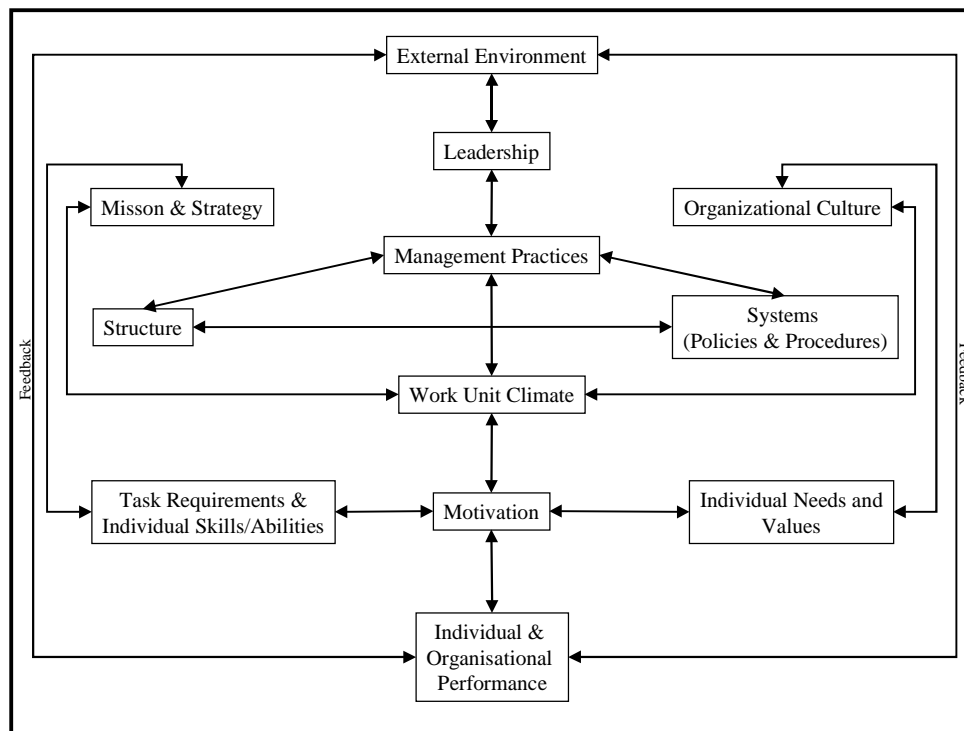 External Environment
Leadership
Misson & Strategy
Organizational Culture
Management Practices
Structure
Systems
(Policies & Procedures)
Feedback
Feedback
Work Unit Climate
Task Requirements &
Individual Skills/Abilities
Motivation
Individual Needs and
Values
Individual &
Organisational
Performance